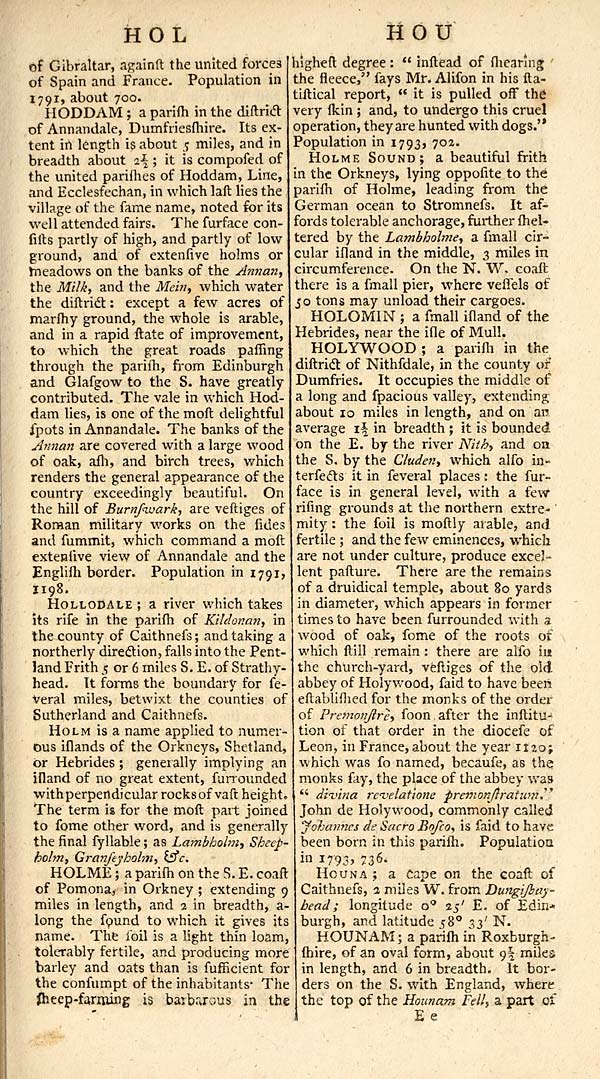 HOL
of Gibraltar, againſt the united forces
of Spain and France. Population in
1791, about 700.
HODDAM; a pariſh in the diſtrict
of Annandale, Dumfriesſhire. Its ex-
tent in length is about 5 miles, and in
breadth about 2½; it is compoſed of
the united pariſhes of Hoddam, Line,
and Eccleſfechan, in which laſt lies the
village of the ſame name, noted for its
well attended fairs. The ſurface con-
ſiſts partly of high, and partly of low
ground, and of extenſive holms or
meadows on the banks of the Annan,
the Milk, and the Mein, which water
the diſtrict: except a few acres of
marſhy ground, the whole is arable,
and in a rapid ſtate of improvement,
to which the great roads paſſing
through the pariſh, from Edinburgh
and Glaſgow to the S. have greatly
contributed. The vale in which Hod-
dam lies, is one of the moſt delightful
ſpots in Annandale. The banks of the
Annan are covered with a large wood
of oak, aſh, and birch trees, which
renders the general appearance of the
country exceedingly beautiful. On
the hill of Burnſwark, are veſtiges of
Roman military works on the ſides
and ſummit, which command a moſt
extenſive view of Annandale and the
Engliſh border. Population in 1791,
1198.
HOLLODALE; a river which takes
its riſe in the pariſh of Kildonan, in
the county of Caithneſs; and taking a
northerly direction, falls into the Pent-
land Frith 5 or 6 miles S. E. of Strathy-
head. It forms the boundary for ſe-
veral miles, betwixt the counties of
Sutherland and Caithneſs.
HOLM is a name applied to numer-
ous iſlands of the Orkneys, Shetland,
or Hebrides; generally implying an
iſland of no great extent, ſurrounded
with perpendicular rocks of vaſt height.
The term is for the moſt part joined
to ſome other word, and is generally
the final ſyllable; as Lambholm, Sheep-
holm, Granſeyholm, &c.
HOLME; a pariſh on the S. E. coaſt
of Pomona, in Orkney; extending 9
miles in length, and 2 in breadth, a-
long the ſound to which it gives its
name. The ſoil is a light thin loam,
tolerably fertile, and producing more
barley and oats than is ſufficient for
the conſumpt of the inhabitants· The
ſheep-farming is barbarous in the
HOU
higheſt degree: “ inſtead of ſhearing
the fleece,” ſays Mr. Aliſon in his ſta-
tiſtical report, “ it is pulled off the
very ſkin; and, to undergo this cruel
operation, they are hunted with dogs.”
Population in 1793, 702.
HOLME SOUND; a beautiful frith
in the Orkneys, lying oppoſite to the
pariſh of Holme, leading from the
German ocean to Stromneſs. It af-
fords tolerable anchorage, further ſhel-
tered by the Lambholme, a ſmall cir-
cular iſland in the middle, 3 miles in
circumference. On the N. W. coaſt
there is a ſmall pier, where veſſels of
50 tons may unload their cargoes.
HOLOMIN; a ſmall iſland of the
Hebrides, near the iſle of Mull.
HOLYWOOD; a pariſh in the
diſtrict of Nithſdale, in the county of
Dumfries. It occupies the middle of
a long and ſpacious valley, extending
about 10 miles in length, and on an
average 1½ in breadth; it is bounded
on the E. by the river Nith, and on
the S. by the Cluden, which alſo in-
terſects it in ſeveral places: the ſur-
face is in general level, with a few
riſing grounds at the northern extre-
mity: the ſoil is moſtly arable, and
fertile; and the few eminences, which
are not under culture, produce excel-
lent paſture. There are the remains
of a druidical temple, about 80 yards
in diameter, which appears in former
times to have been ſurrounded with a
wood of oak, ſome of the roots of
which ſtill remain: there are alſo in
the church-yard, veſtiges of the old
abbey of Holywood, ſaid to have been
eſtabliſhed for the monks of the order
of Premonſtré, ſoon after the inſtitu-
tion of that order in the dioceſe of
Leon, in France, about the year 1120;
which was ſo named, becauſe, as the
monks ſay, the place of the abbey was
“ divina revelatione premonſtratum.”
John de Holywood, commonly called
Johannes de Sacro Boſco, is ſaid to have
been born in this pariſh. Population
in 1793, 736.
HOUNA; a cape on the coaſt of
Caithneſs, 2 miles W. from Dungiſbay-
head; longitude 0° 25′ E. of Edin-
burgh, and latitude 58° 33′ N.
HOUNAM; a pariſh in Roxburgh-
ſhire, of an oval form, about 9½ miles
in length, and 6 in breadth. It bor-
ders on the S. with England, where
the top of the Hounam Fell, a part of
E e